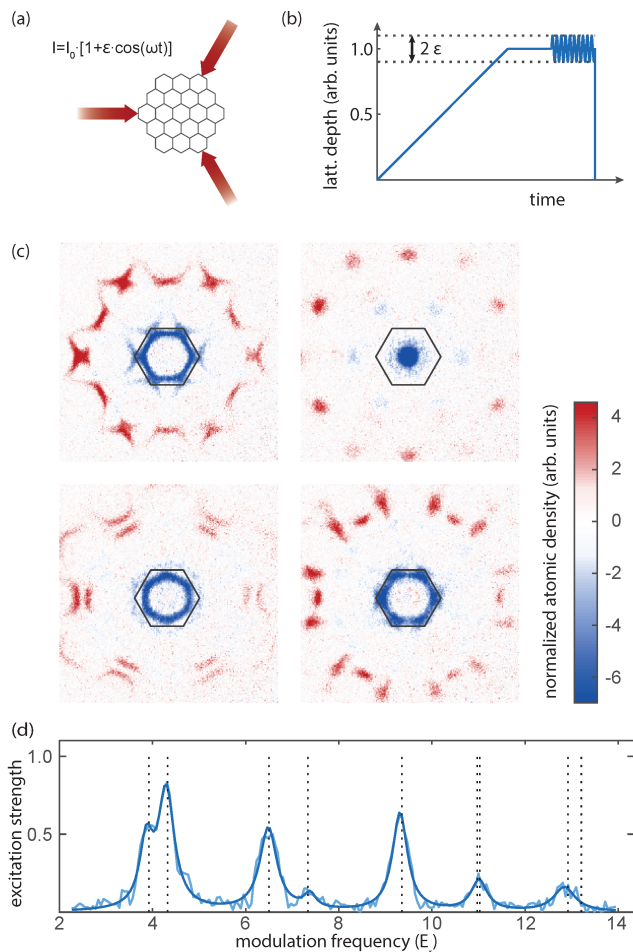 (a)
I=I₀·[1+ε·cos(ωt)]
(b)
latt. depth (arb. units)
1.0
0.5
2 ε
time
(c)
normalized atomic density (arb. units)
4
2
0
-2
-4
-6
(d)
excitation strength
1.0
0.5
2
4
6
8
10
12
14
modulation frequency (Eᵣ)